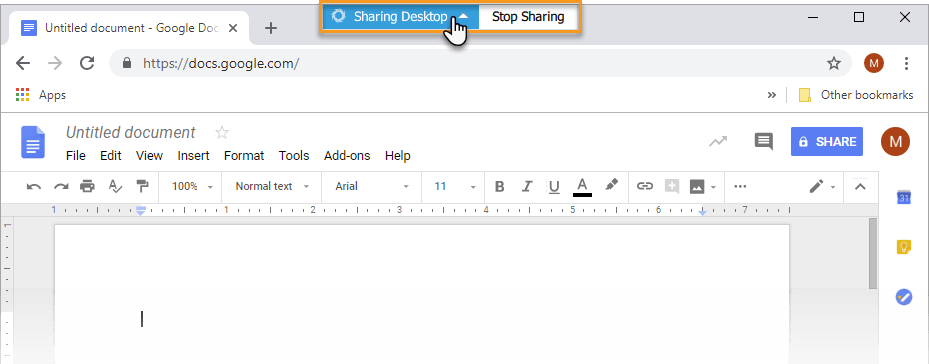 Sharing Desktop Stop Sharing
Untitled document - Google Doc
https://docs.google.com/ M
Apps » Other bookmarks
Untitled document
File Edit View Insert Format Tools Add-ons Help SHARE M
100% Normal text Arial 11 B I U A
1 1 2 3 4 5 6 7
31
1